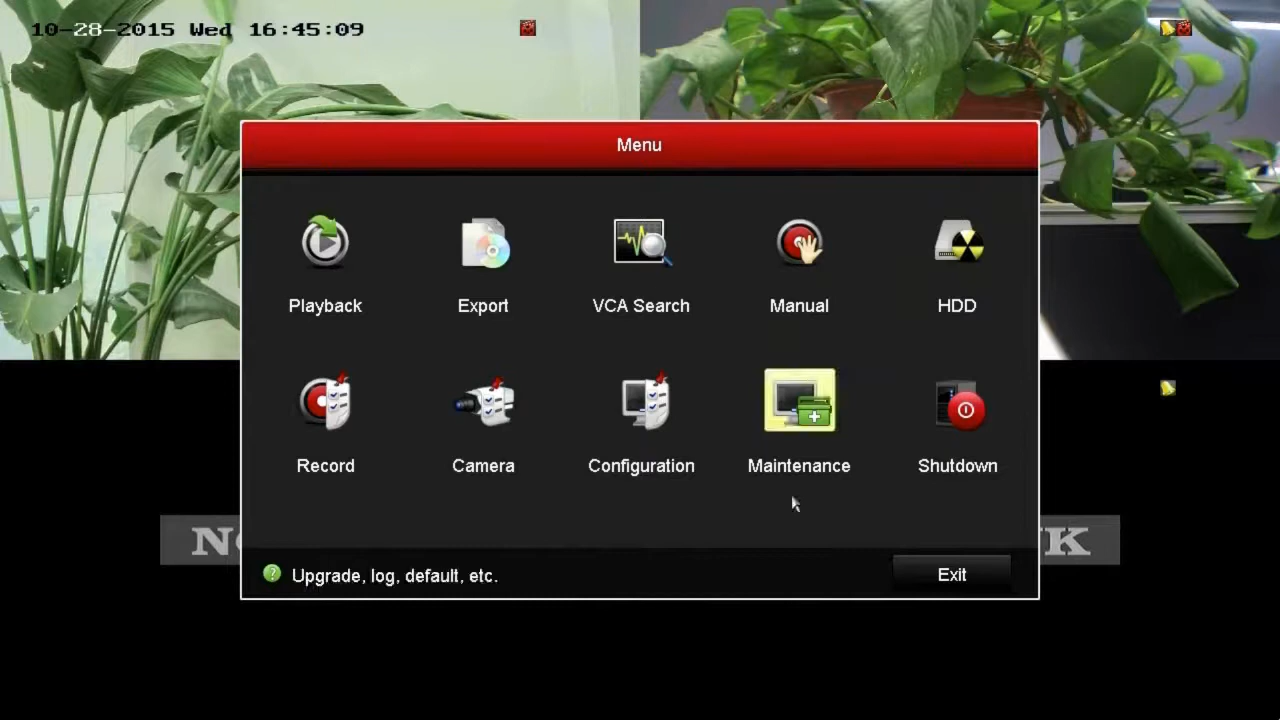 10-28-2015 Wed 16:45:09
Menu
Playback Export VCA Search Manual HDD
Record Camera Configuration Maintenance Shutdown
Upgrade, log, default, etc.
Exit